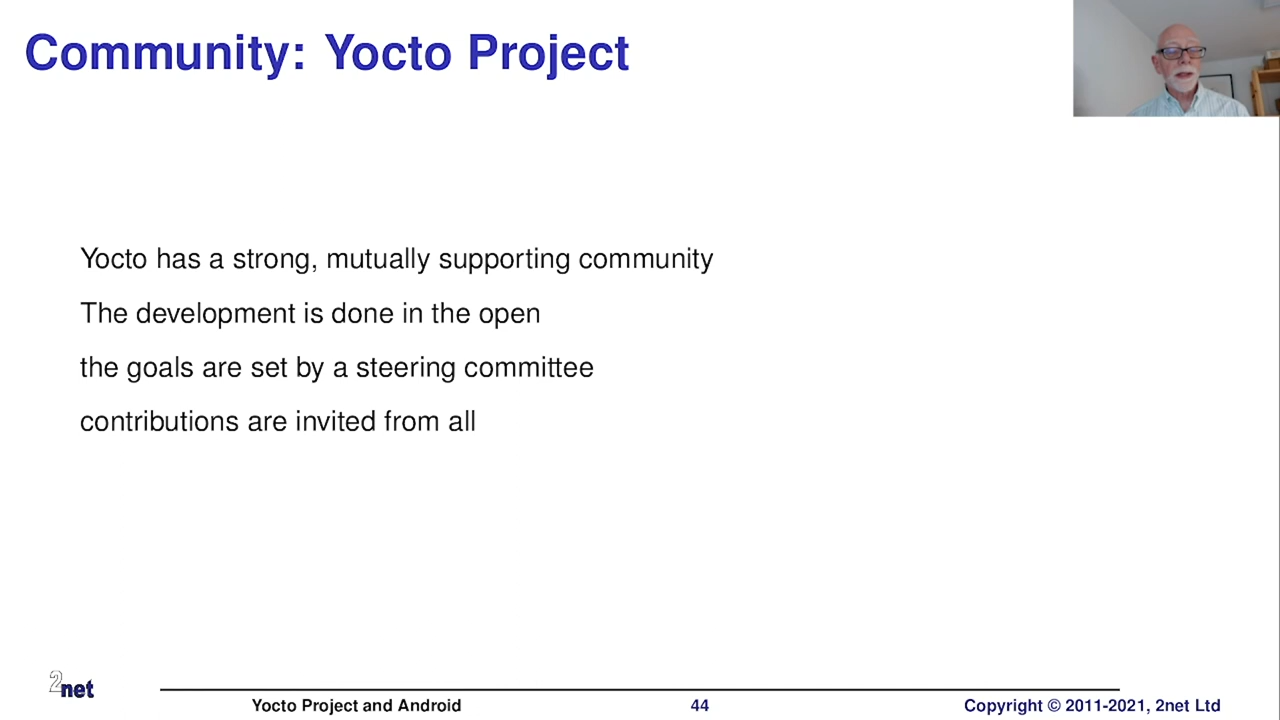 Community: Yocto Project
Yocto has a strong, mutually supporting community
The development is done in the open
the goals are set by a steering committee
contributions are invited from all
2net
Yocto Project and Android
44
Copyright © 2011-2021, 2net Ltd